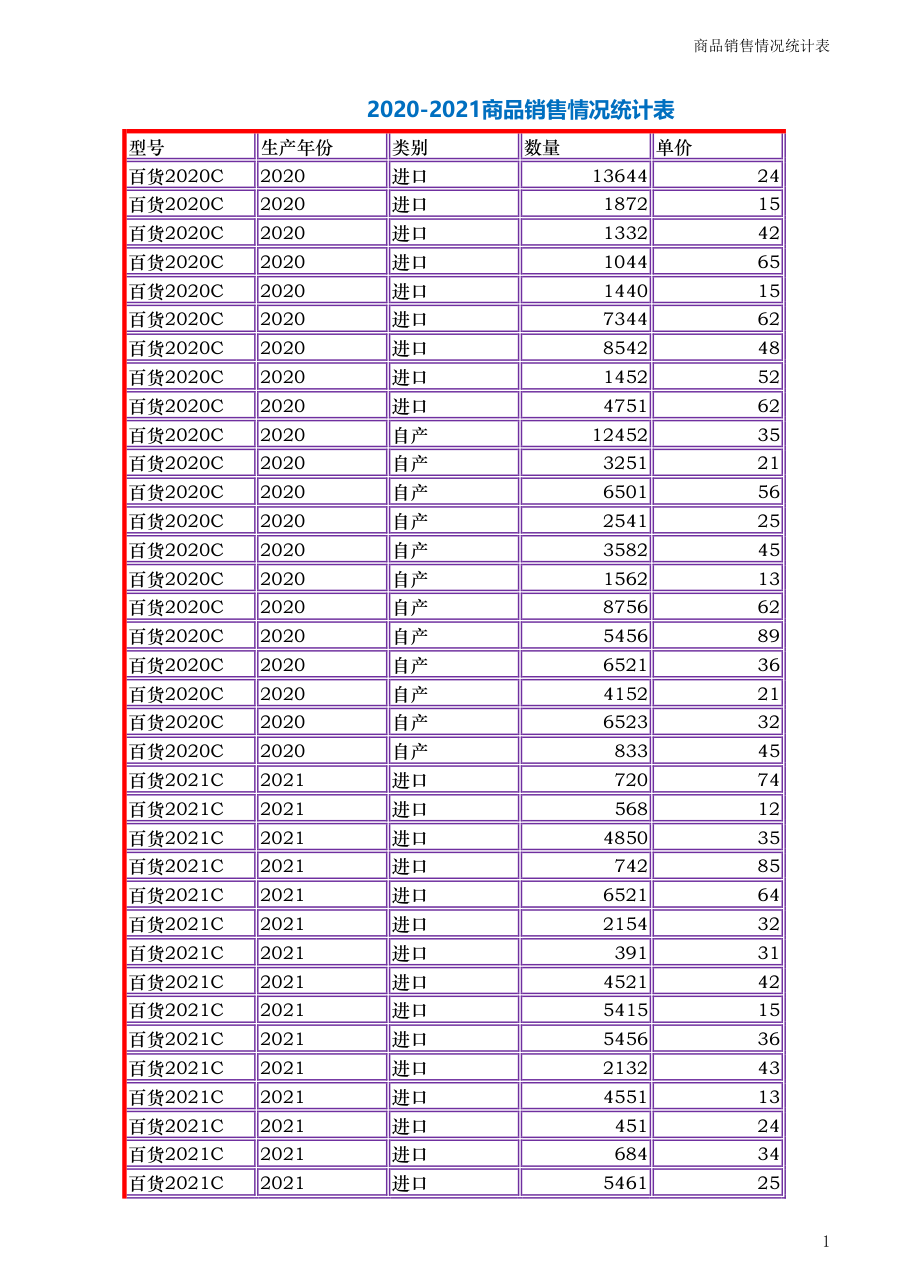 商品销售情况统计表
2020-2021商品销售情况统计表
型号 生产年份 类别 数量 单价
百货2020C 2020 进口 13644 24
百货2020C 2020 进口 1872 15
百货2020C 2020 进口 1332 42
百货2020C 2020 进口 1044 65
百货2020C 2020 进口 1440 15
百货2020C 2020 进口 7344 62
百货2020C 2020 进口 8542 48
百货2020C 2020 进口 1452 52
百货2020C 2020 进口 4751 62
百货2020C 2020 自产 12452 35
百货2020C 2020 自产 3251 21
百货2020C 2020 自产 6501 56
百货2020C 2020 自产 2541 25
百货2020C 2020 自产 3582 45
百货2020C 2020 自产 1562 13
百货2020C 2020 自产 8756 62
百货2020C 2020 自产 5456 89
百货2020C 2020 自产 6521 36
百货2020C 2020 自产 4152 21
百货2020C 2020 自产 6523 32
百货2020C 2020 自产 833 45
百货2021C 2021 进口 720 74
百货2021C 2021 进口 568 12
百货2021C 2021 进口 4850 35
百货2021C 2021 进口 742 85
百货2021C 2021 进口 6521 64
百货2021C 2021 进口 2154 32
百货2021C 2021 进口 391 31
百货2021C 2021 进口 4521 42
百货2021C 2021 进口 5415 15
百货2021C 2021 进口 5456 36
百货2021C 2021 进口 2132 43
百货2021C 2021 进口 4551 13
百货2021C 2021 进口 451 24
百货2021C 2021 进口 684 34
百货2021C 2021 进口 5461 25
1